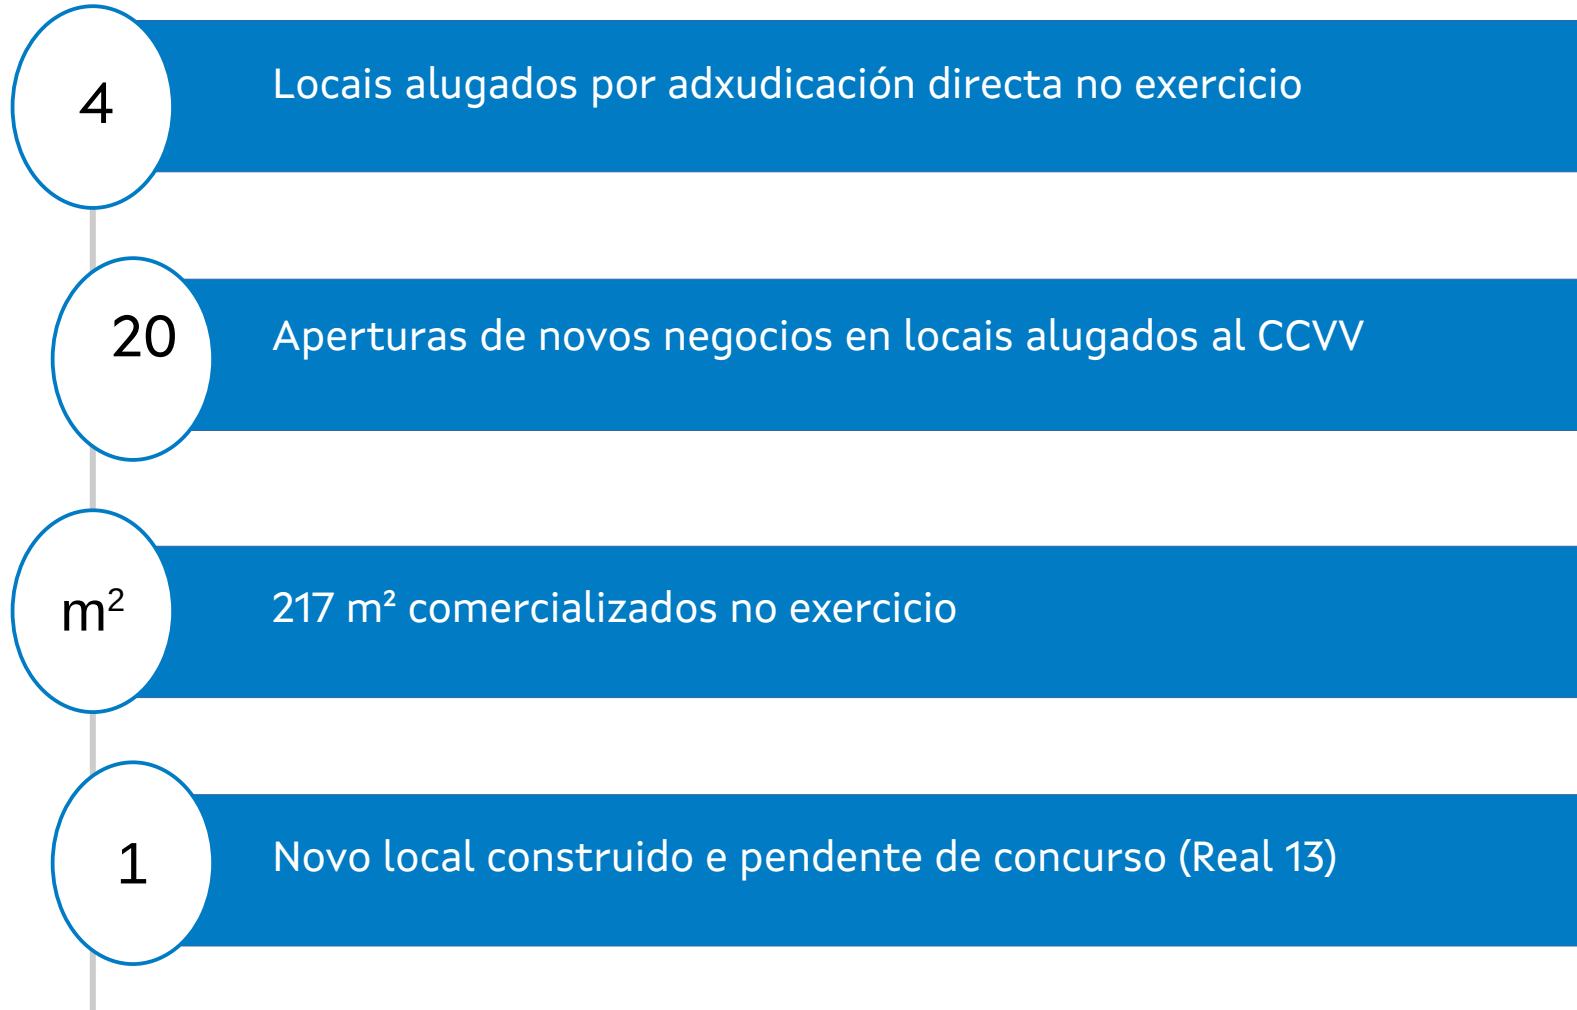 4
Locais alugados por adxudicación directa no exercicio
20
Aperturas de novos negocios en locais alugados al CCVV
m²
217 m² comercializados no exercicio
1
Novo local construido e pendente de concurso (Real 13)